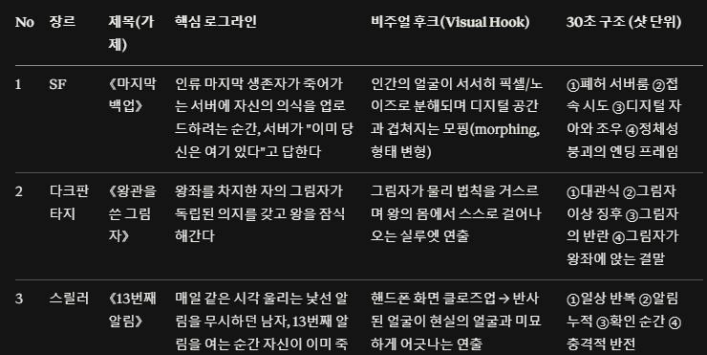 No 장르 제목(가 핵심 로그라인 비주얼 후크(Visual Hook) 30초 구조 (샷 단위)
제)
1 SF 《마지막 인류 마지막 생존자가 죽어가 인간의 얼굴이 서서히 픽셀/노 ①폐허 서버룸 ②접
백업》 는 서버에 자신의 의식을 업로 이즈로 분해되며 디지털 공간 속 시도 ③디지털 자
드하려는 순간, 서버가 "이미 당 과 겹쳐지는 모핑(morphing, 아와 조우 ④정체성
신은 여기 있다"고 답한다 형태 변형) 붕괴의 엔딩 프레임
2 다크판 《왕관을 왕좌를 차지한 자의 그림자가 그림자가 물리 법칙을 거스르 ①대관식 ②그림자
타지 쓴 그림 독립된 의지를 갖고 왕을 잠식 며 왕의 몸에서 스스로 걸어나 이상 징후 ③그림자
자》 해간다 오는 실루엣 연출 의 반란 ④그림자가
왕좌에 앉는 결말
3 스릴러 《13번째 매일 같은 시각 울리는 낯선 알 핸드폰 화면 클로즈업 → 반사 ①일상 반복 ②알림
알림》 림을 무시하던 남자, 13번째 알 된 얼굴이 현실의 얼굴과 미묘 누적 ③확인 순간 ④
림을 여는 순간 자신이 이미 죽 하게 어긋나는 연출 충격적 반전